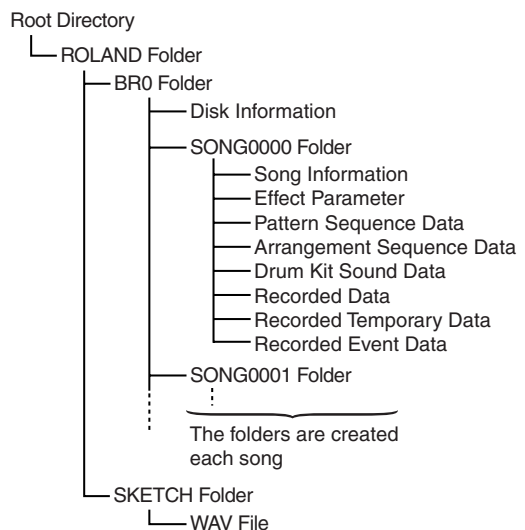 Root Directory
ROLAND Folder
BR0 Folder
Disk Information
SONG0000 Folder
Song Information
Effect Parameter
Pattern Sequence Data
Arrangement Sequence Data
Drum Kit Sound Data
Recorded Data
Recorded Temporary Data
Recorded Event Data
SONG0001 Folder
The folders are created
each song
SKETCH Folder
WAV File